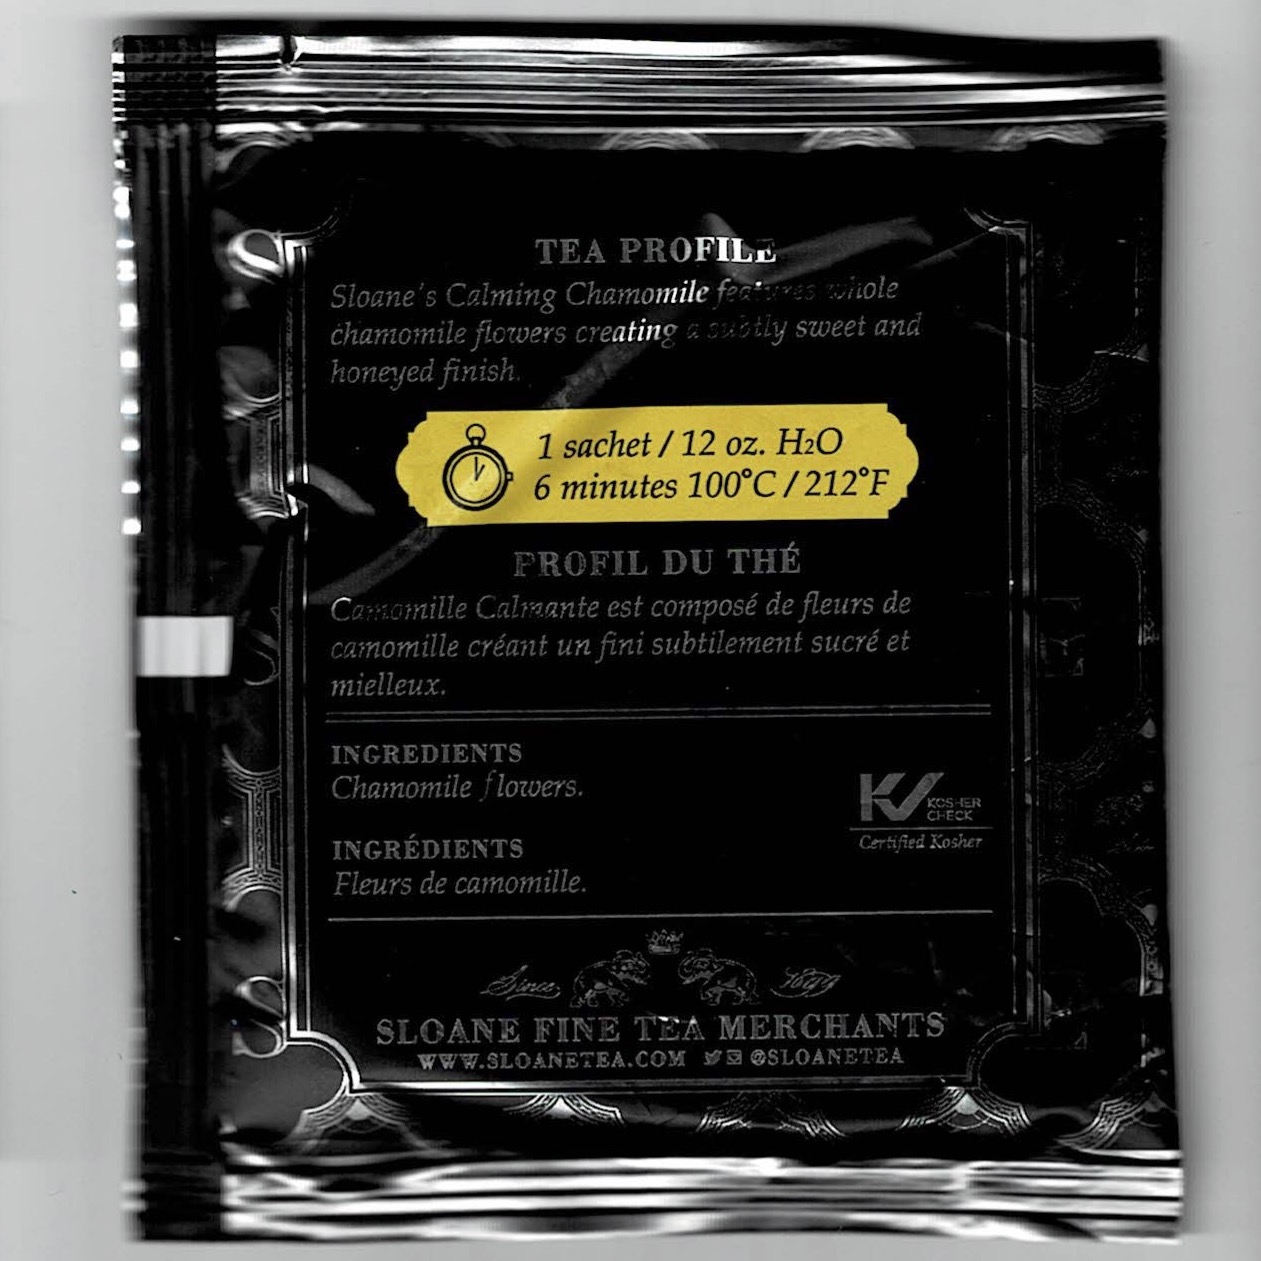 TEA PROFILE
Sloane's Calming Chamomile features whole
chamomile flowers creating a subtly sweet and
honeyed finish.
1 sachet / 12 oz. H₂O
6 minutes 100°C / 212°F
PROFIL DU THÉ
Camomille Calmante est composé de fleurs de
camomille créant un fini subtilement sucré et
mielleux.
INGREDIENTS
Chamomile flowers.
KOSHER
CHECK
Certified Kosher
INGRÉDIENTS
Fleurs de camomille.
Since
SLOANE FINE TEA MERCHANTS
WWW.SLOANETEA.COM @SLOANETEA